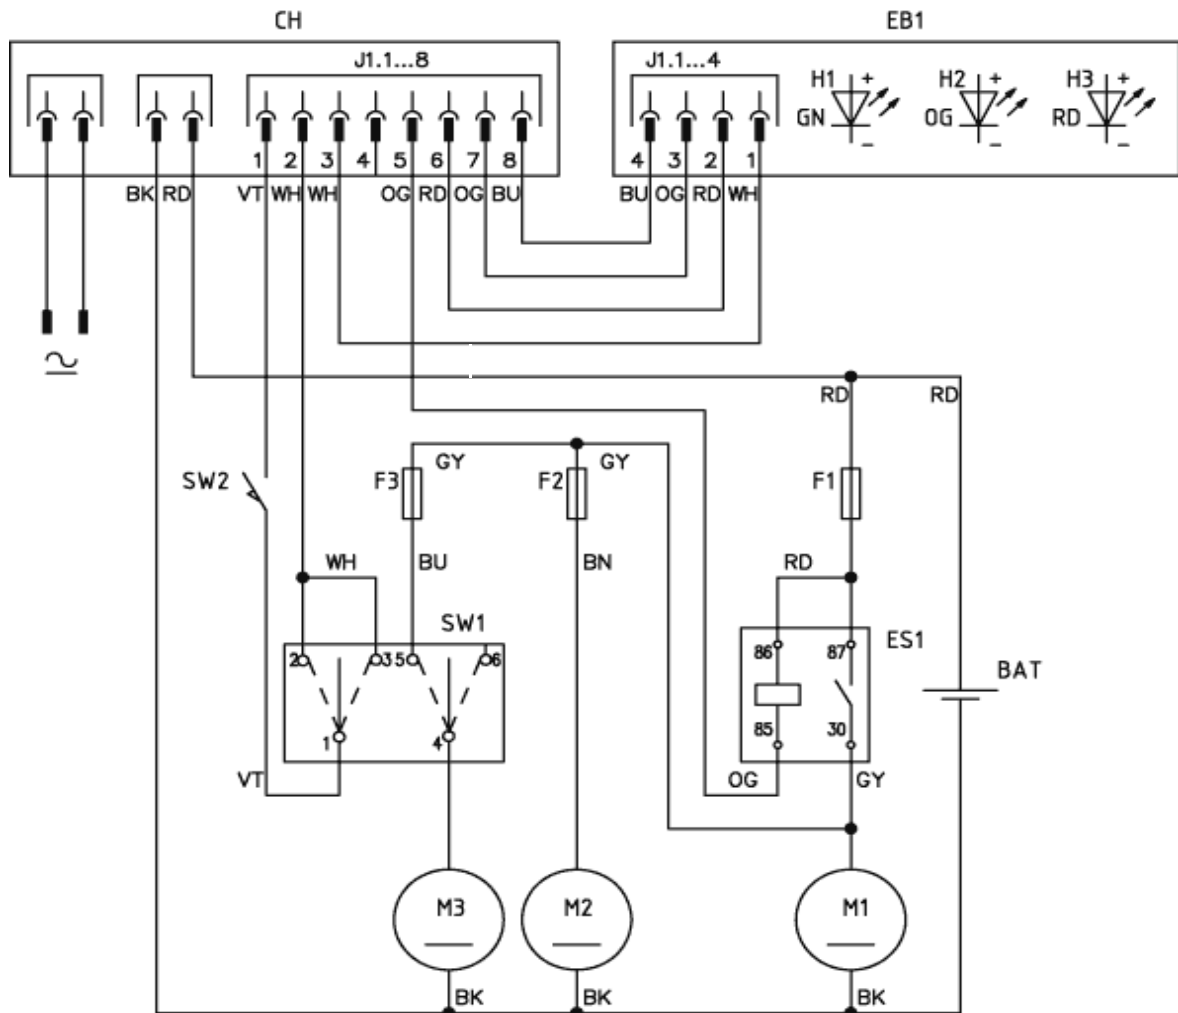 CH EB1
J1.1...8 J1.1...4 H1 + H2 + H3 +
GN OG RD
- - -
1 2 3 4 5 6 7 8 4 3 2 1
BK RD VT WH WH OG RD OG BU BU OG RD WH
RD RD
GY GY
SW2 F3 F2 F1
WH BU BN RD
SW1 ES1
2 3 5 6 86 87
BAT
1 4 85 30
VT OG GY
M3 M2 M1
BK BK BK